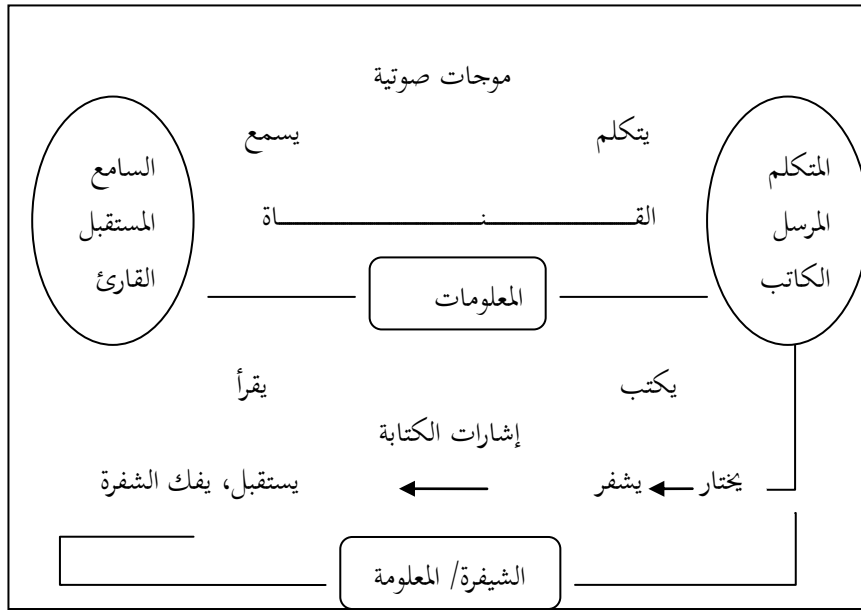 موجات صوتية
يتكلم يسمع
المتكلم
المرسل
الكاتب
القـــــــنـــــــــاة
السامع
المستقبل
القارئ
المعلومات
يكتب يقرأ
إشارات الكتابة
يختار يشفر يستقبل، يفك الشفرة
الشيفرة/ المعلومة